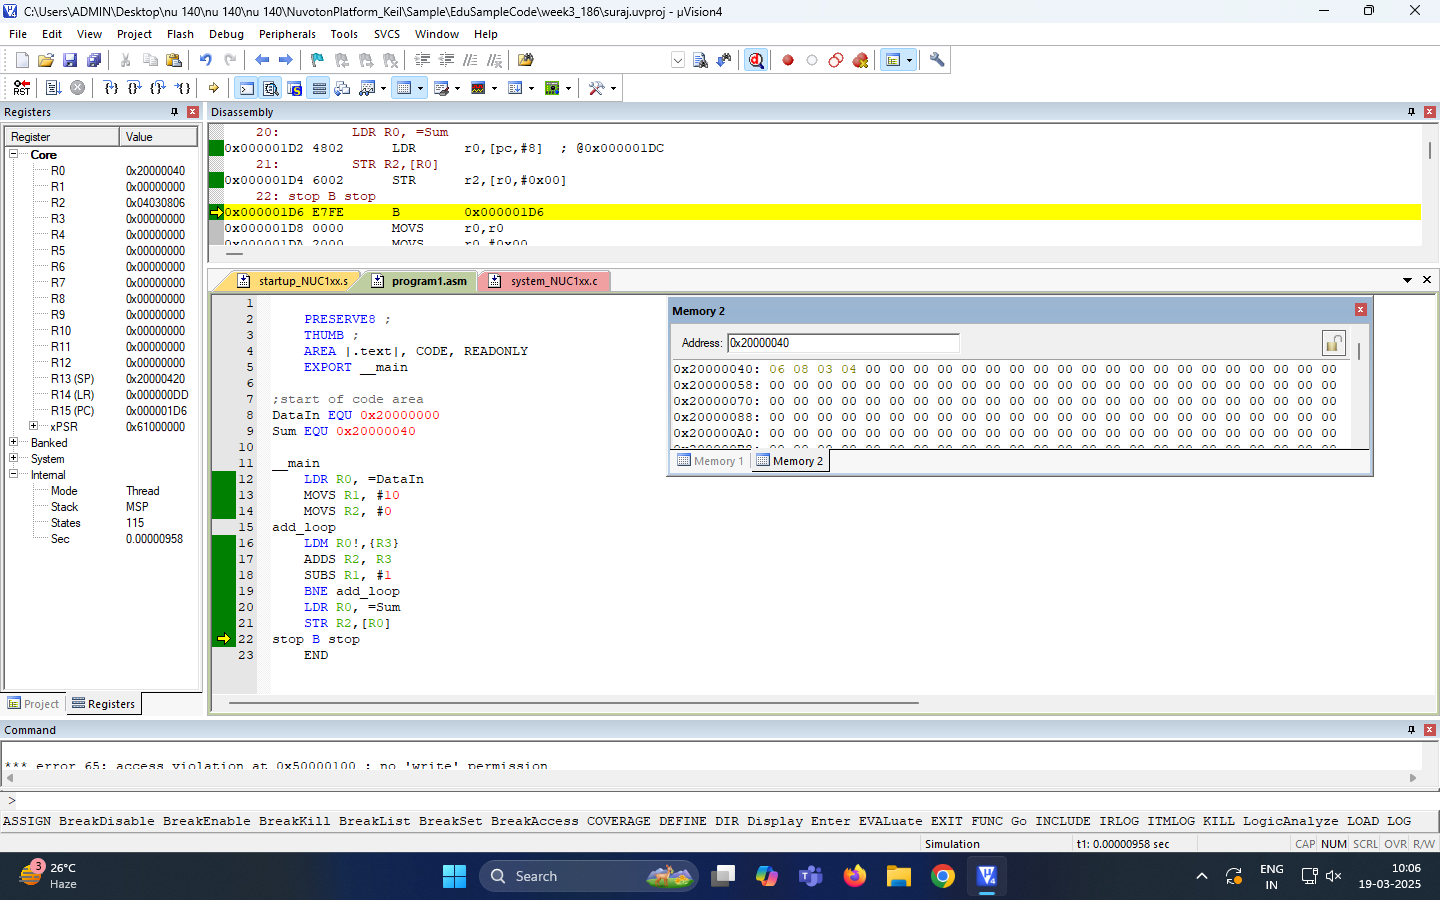 C:\Users\ADMIN\Desktop\nu 140\nu 140\nu 140\NuvotonPlatform_Keil\Sample\EduSampleCode\week3_186\suraj.uvproj - µVision4
File Edit View Project Flash Debug Peripherals Tools SVCS Window Help
RST
Registers
Register Value
Core
R0 0x20000040
R1 0x00000000
R2 0x04030806
R3 0x00000000
R4 0x00000000
R5 0x00000000
R6 0x00000000
R7 0x00000000
R8 0x00000000
R9 0x00000000
R10 0x00000000
R11 0x00000000
R12 0x00000000
R13 (SP) 0x20000420
R14 (LR) 0x000000DD
R15 (PC) 0x000001D6
xPSR 0x61000000
Banked
System
Internal
Mode Thread
Stack MSP
States 115
Sec 0.00000958
Project Registers
Disassembly
20: LDR R0, =Sum
0x000001D2 4802 LDR r0,[pc,#8] ; @0x000001DC
21: STR R2,[R0]
0x000001D4 6002 STR r2,[r0,#0x00]
22: stop B stop
0x000001D6 E7FE B 0x000001D6
0x000001D8 0000 MOVS r0,r0
0x000001DA 2000 MOVS r0,#0x00
startup_NUC1xx.s program1.asm system_NUC1xx.c
1
2 PRESERVE8 ;
3 THUMB ;
4 AREA |.text|, CODE, READONLY
5 EXPORT __main
6
7 ;start of code area
8 DataIn EQU 0x20000000
9 Sum EQU 0x20000040
10
11 __main
12 LDR R0, =DataIn
13 MOVS R1, #10
14 MOVS R2, #0
15 add_loop
16 LDM R0!,{R3}
17 ADDS R2, R3
18 SUBS R1, #1
19 BNE add_loop
20 LDR R0, =Sum
21 STR R2,[R0]
22 stop B stop
23 END
Memory 2
Address: 0x20000040
0x20000040: 06 08 03 04 00 00 00 00 00 00 00 00 00 00 00 00 00 00 00 00 00 00 00 00
0x20000058: 00 00 00 00 00 00 00 00 00 00 00 00 00 00 00 00 00 00 00 00 00 00 00 00
0x20000070: 00 00 00 00 00 00 00 00 00 00 00 00 00 00 00 00 00 00 00 00 00 00 00 00
0x20000088: 00 00 00 00 00 00 00 00 00 00 00 00 00 00 00 00 00 00 00 00 00 00 00 00
0x200000A0: 00 00 00 00 00 00 00 00 00 00 00 00 00 00 00 00 00 00 00 00 00 00 00 00
Memory 1 Memory 2
Command
*** error 65: access violation at 0x50000100 : no 'write' permission
>
ASSIGN BreakDisable BreakEnable BreakKill BreakList BreakSet BreakAccess COVERAGE DEFINE DIR Display Enter EVALuate EXIT FUNC Go INCLUDE IRLOG ITMLOG KILL LogicAnalyze LOAD LOG
Simulation t1: 0.00000958 sec CAP NUM SCRL OVR R/W
3
26°C
Haze
Search
ENG
IN
10:06
19-03-2025